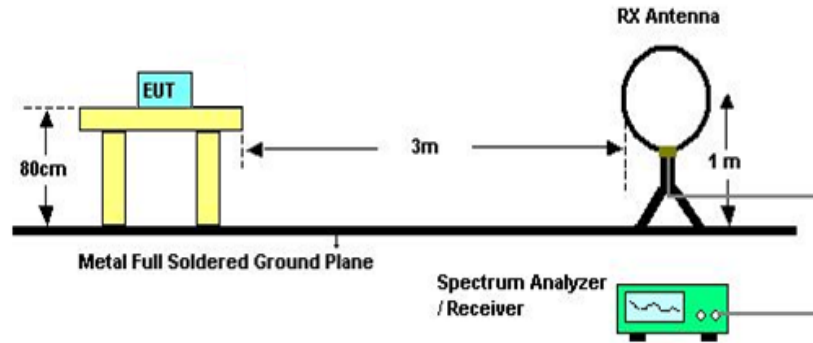 RX Antenna
EUT
3m
80cm
1 m
Metal Full Soldered Ground Plane
Spectrum Analyzer
/ Receiver